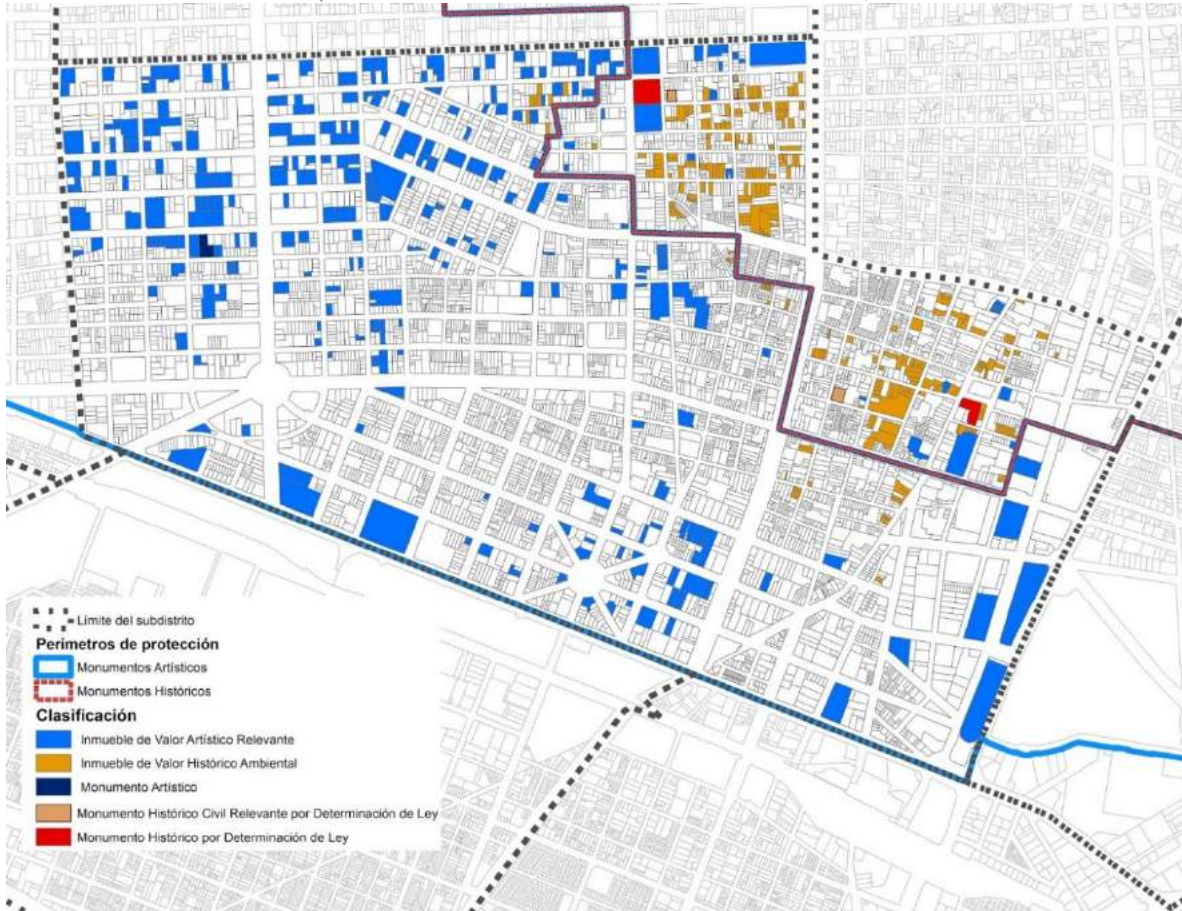 Límite del subdistrito
Perímetros de protección
Monumentos Artísticos
Monumentos Históricos
Clasificación
Inmueble de Valor Artístico Relevante
Inmueble de Valor Histórico Ambiental
Monumento Artístico
Monumento Histórico Civil Relevante por Determinación de Ley
Monumento Histórico por Determinación de Ley